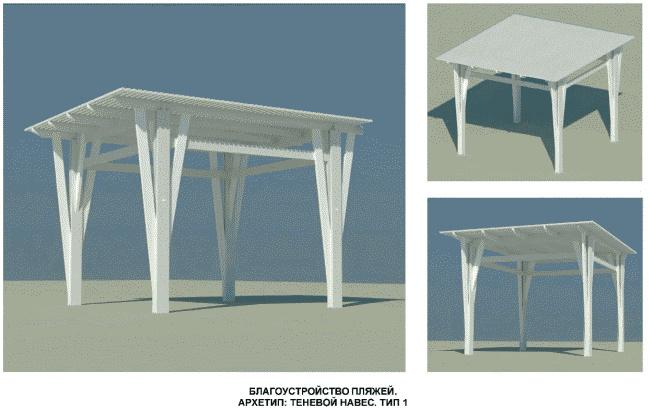 БЛАГОУСТРОЙСТВО ПЛЯЖЕЙ.
АРХЕТИП: ТЕНЕВОЙ НАВЕС. ТИП 1